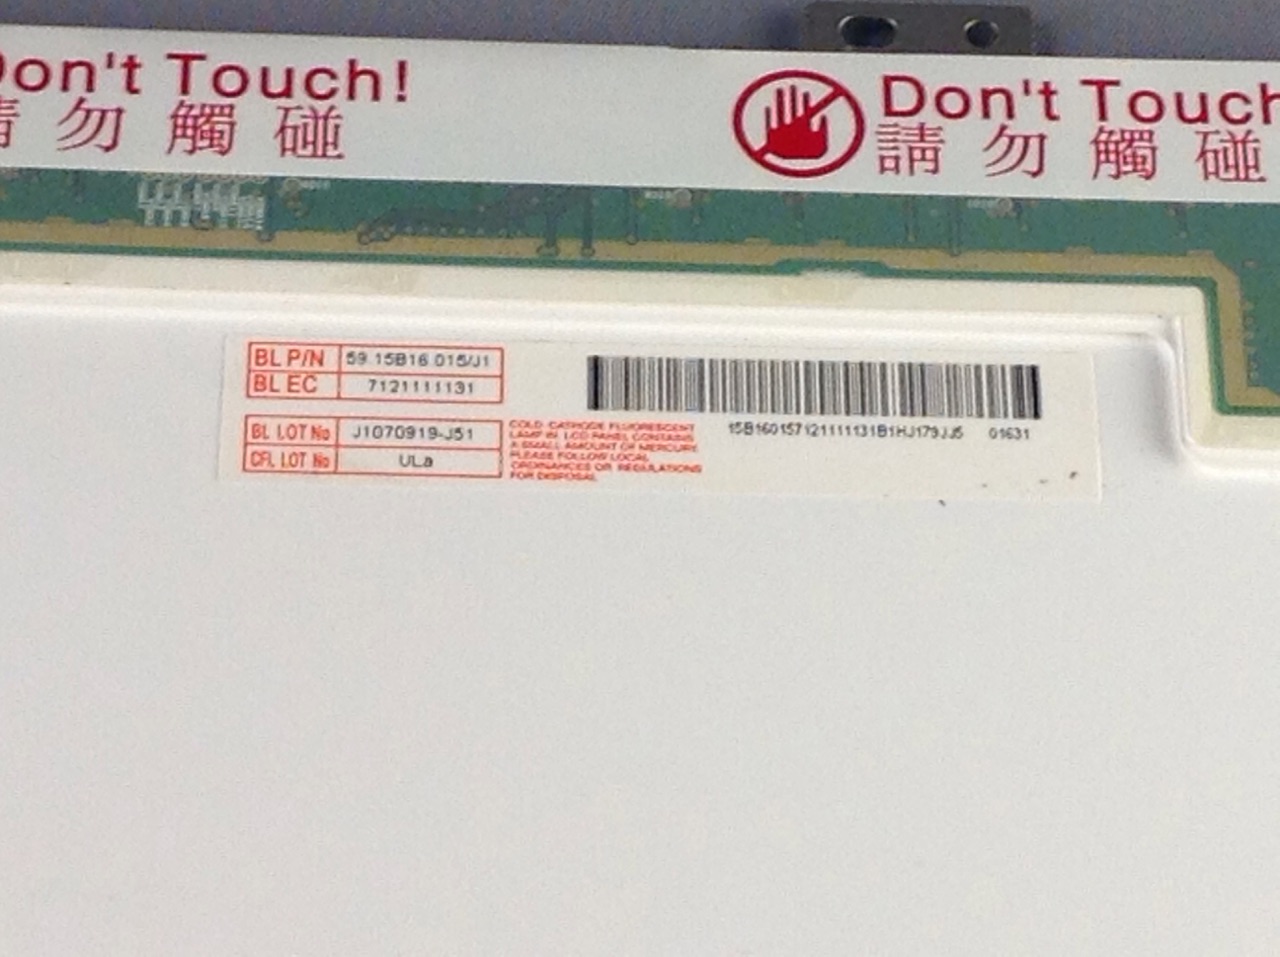 Don't Touch!
請勿觸碰
Don't Touch
請勿觸碰
BL P/N 59.15B16.015/J1
BL EC 7121111131
BL LOT No J1070919-J51
CFL LOT No ULa
COLD CATHODE FLUORESCENT
LAMP IN LCD PANEL CONTAINS
A SMALL AMOUNT OF MERCURY
PLEASE FOLLOW LOCAL
ORDINANCES OR REGULATIONS
FOR DISPOSAL
15B1601571211111131B1HJ179JJ5 01631